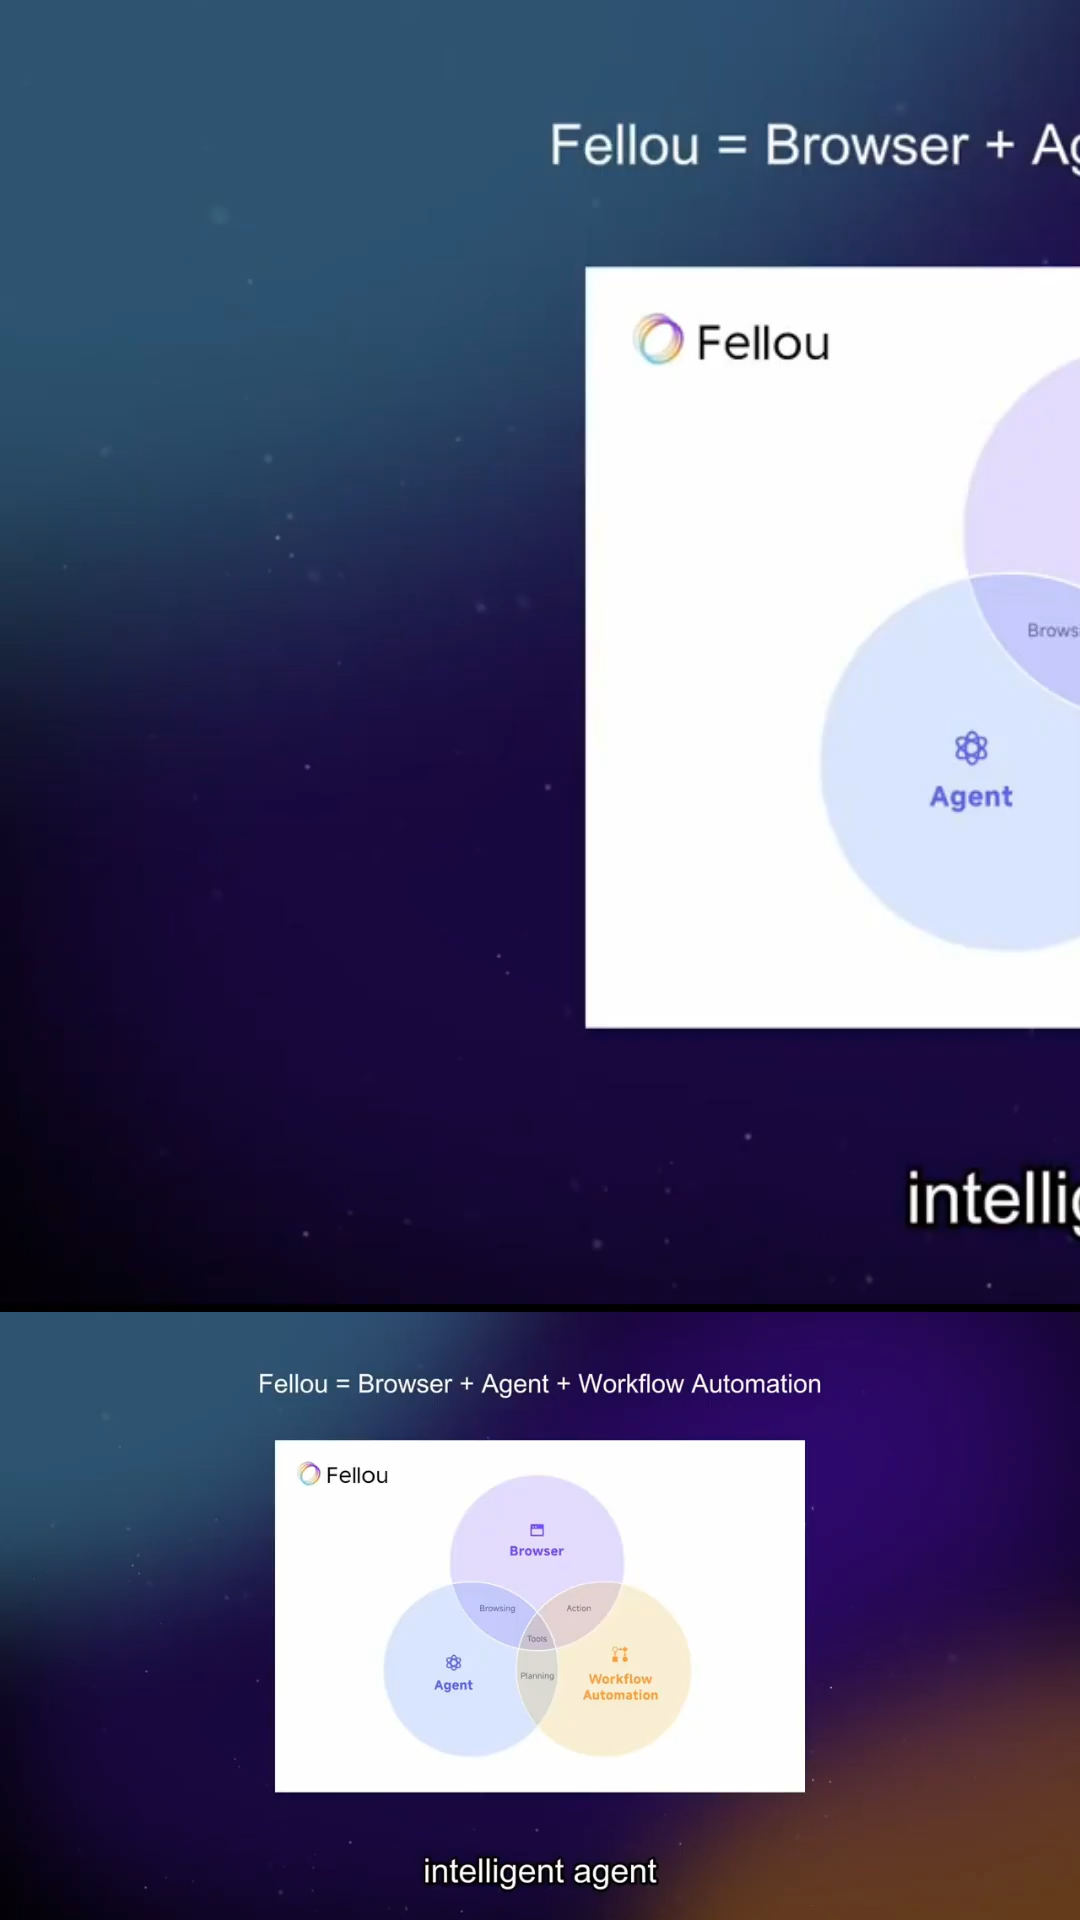 Fellou = Browser + Ag
Fellou
Brows
Agent
intellig
Fellou = Browser + Agent + Workflow Automation
Fellou
Browser
Browsing
Action
Tools
Planning
Agent
Workflow
Automation
intelligent agent